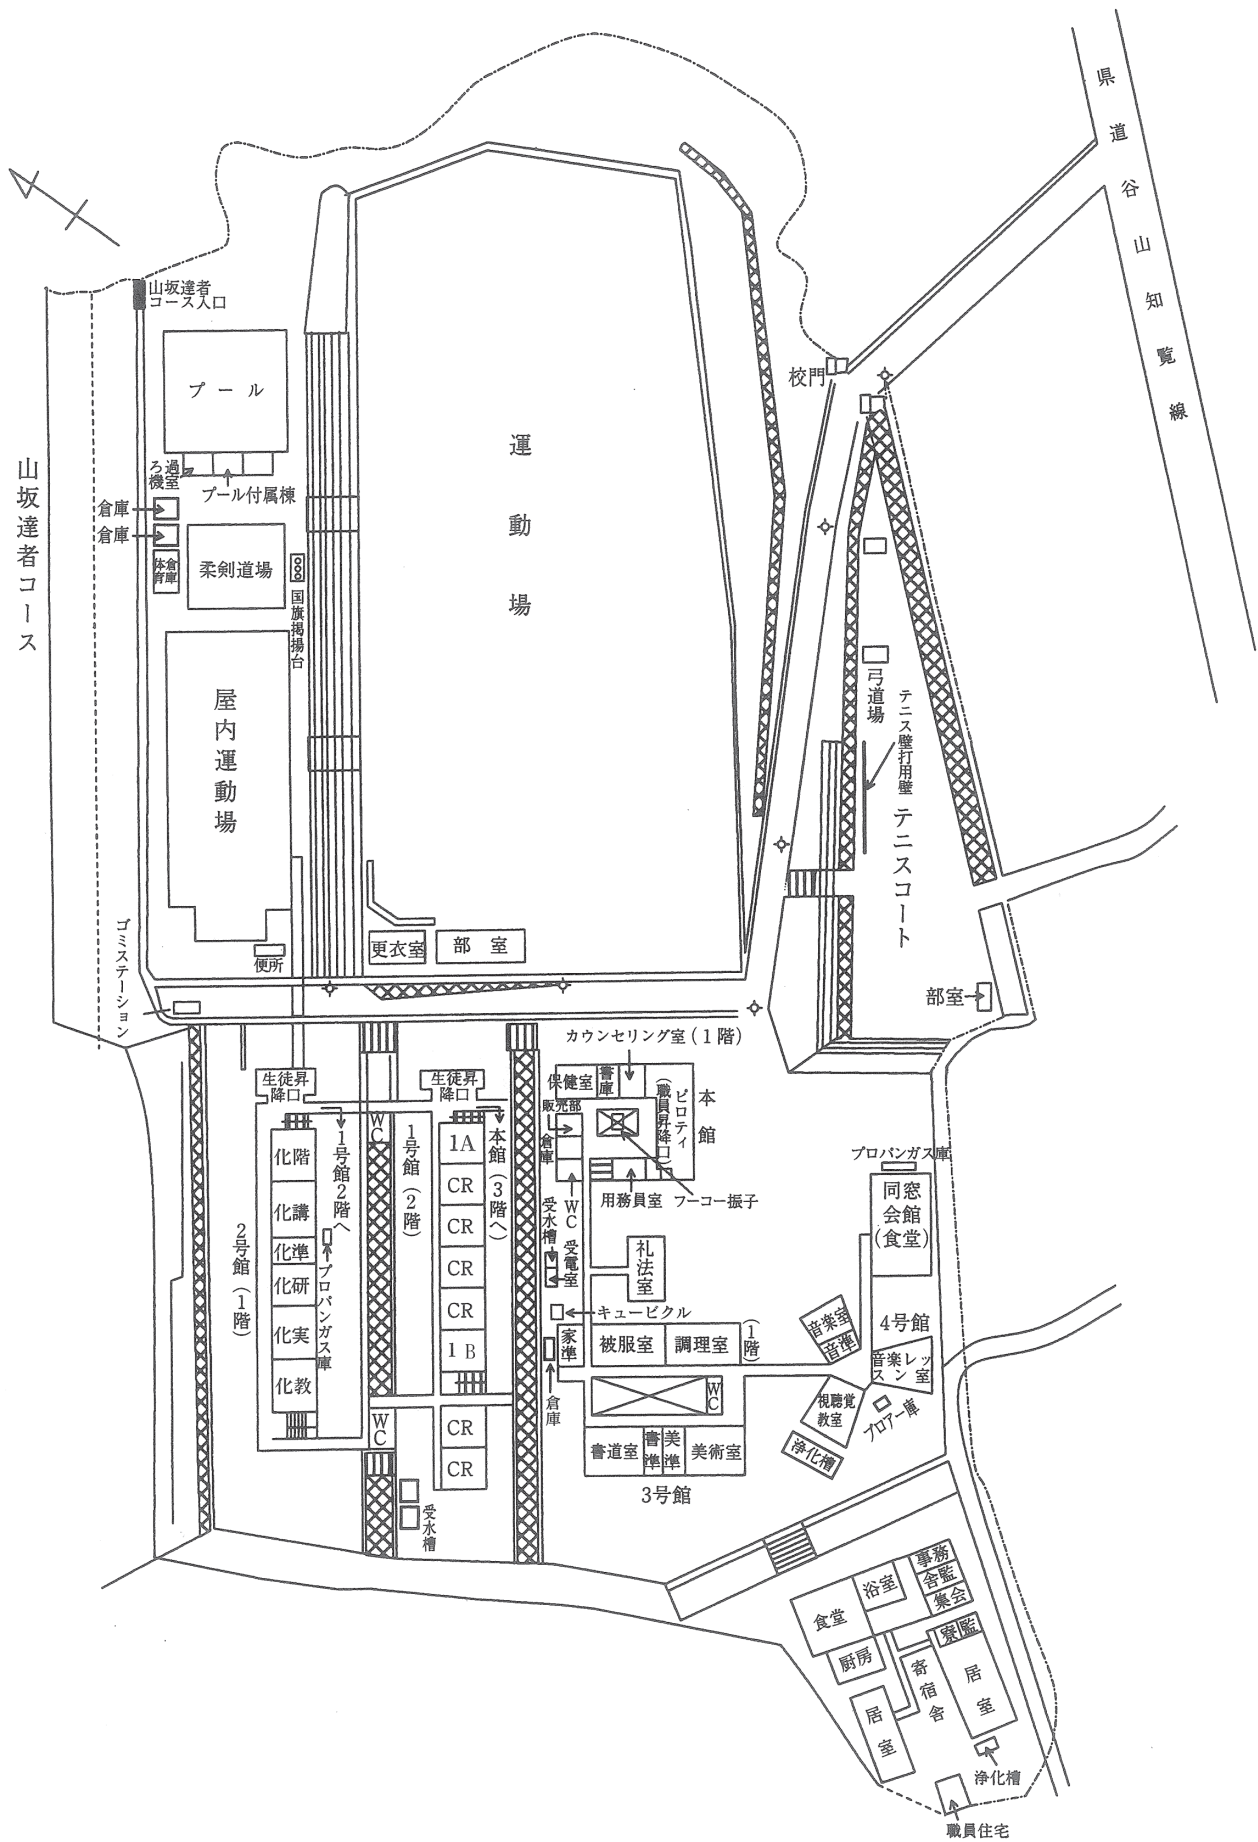 県道谷山知覧線
山坂達者
コース入口
プール
校門
運動場
山坂達者コース
ろ過
機室
プール付属棟
倉庫
倉庫
体育
倉庫
柔剣道場
国旗掲揚台
屋内運動場
弓道場
テニス壁打用壁
テニスコート
ゴミステーション
便所
更衣室
部室
部室
カウンセリング室(1階)
生徒昇
降口
生徒昇
降口
保健室
書庫
ピロティ
(職員昇降口)
本館
販売部
倉庫
WC
用務員室
フーコー振子
1号館2階へ
WC
1号館(2階)
本館(3階へ)
1A
CR
CR
CR
CR
1B
CR
CR
化階
化講
化準
化研
化実
化教
2号館(1階)
プロパンガス庫
WC
受水槽
受水槽
受電室
キュービクル
礼法室
家準
被服室
調理室
(1階)
倉庫
WC
書道室
書準
美準
美術室
3号館
プロパンガス庫
同窓
会館
(食堂)
4号館
音楽室
音準
音楽レッ
スン室
視聴覚
教室
ブロアー庫
浄化槽
事務
舎監
集会
浴室
食堂
厨房
寮監
居室
寄宿舎
居室
浄化槽
職員住宅